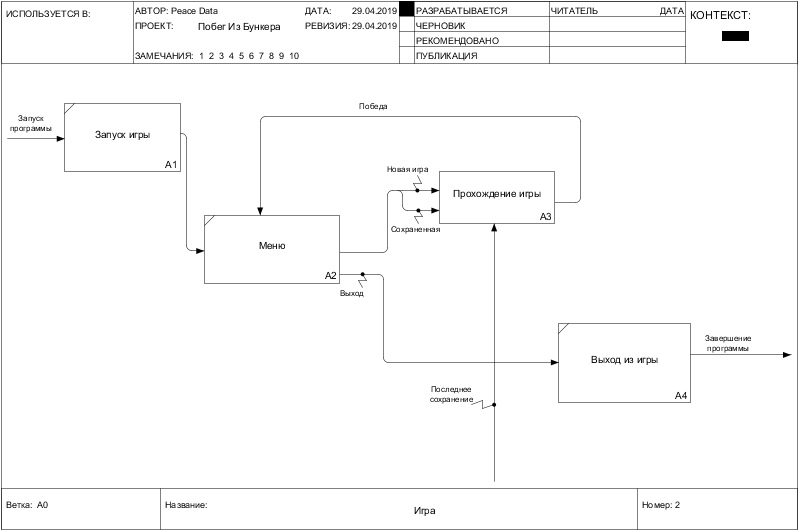 ИСПОЛЬЗУЕТСЯ В:
АВТОР: Peace Data
ДАТА: 29.04.2019
ПРОЕКТ: Побег Из Бункера
РЕВИЗИЯ: 29.04.2019
ЗАМЕЧАНИЯ: 1 2 3 4 5 6 7 8 9 10
РАЗРАБАТЫВАЕТСЯ
ЧЕРНОВИК
РЕКОМЕНДОВАНО
ПУБЛИКАЦИЯ
ЧИТАТЕЛЬ
ДАТА
КОНТЕКСТ:
Запуск
программы
Запуск игры
A1
Победа
Новая игра
Сохраненная
Прохождение игры
A3
Меню
A2
Выход
Выход из игры
A4
Завершение
программы
Последнее
сохранение
Ветка: A0
Название:
Игра
Номер: 2